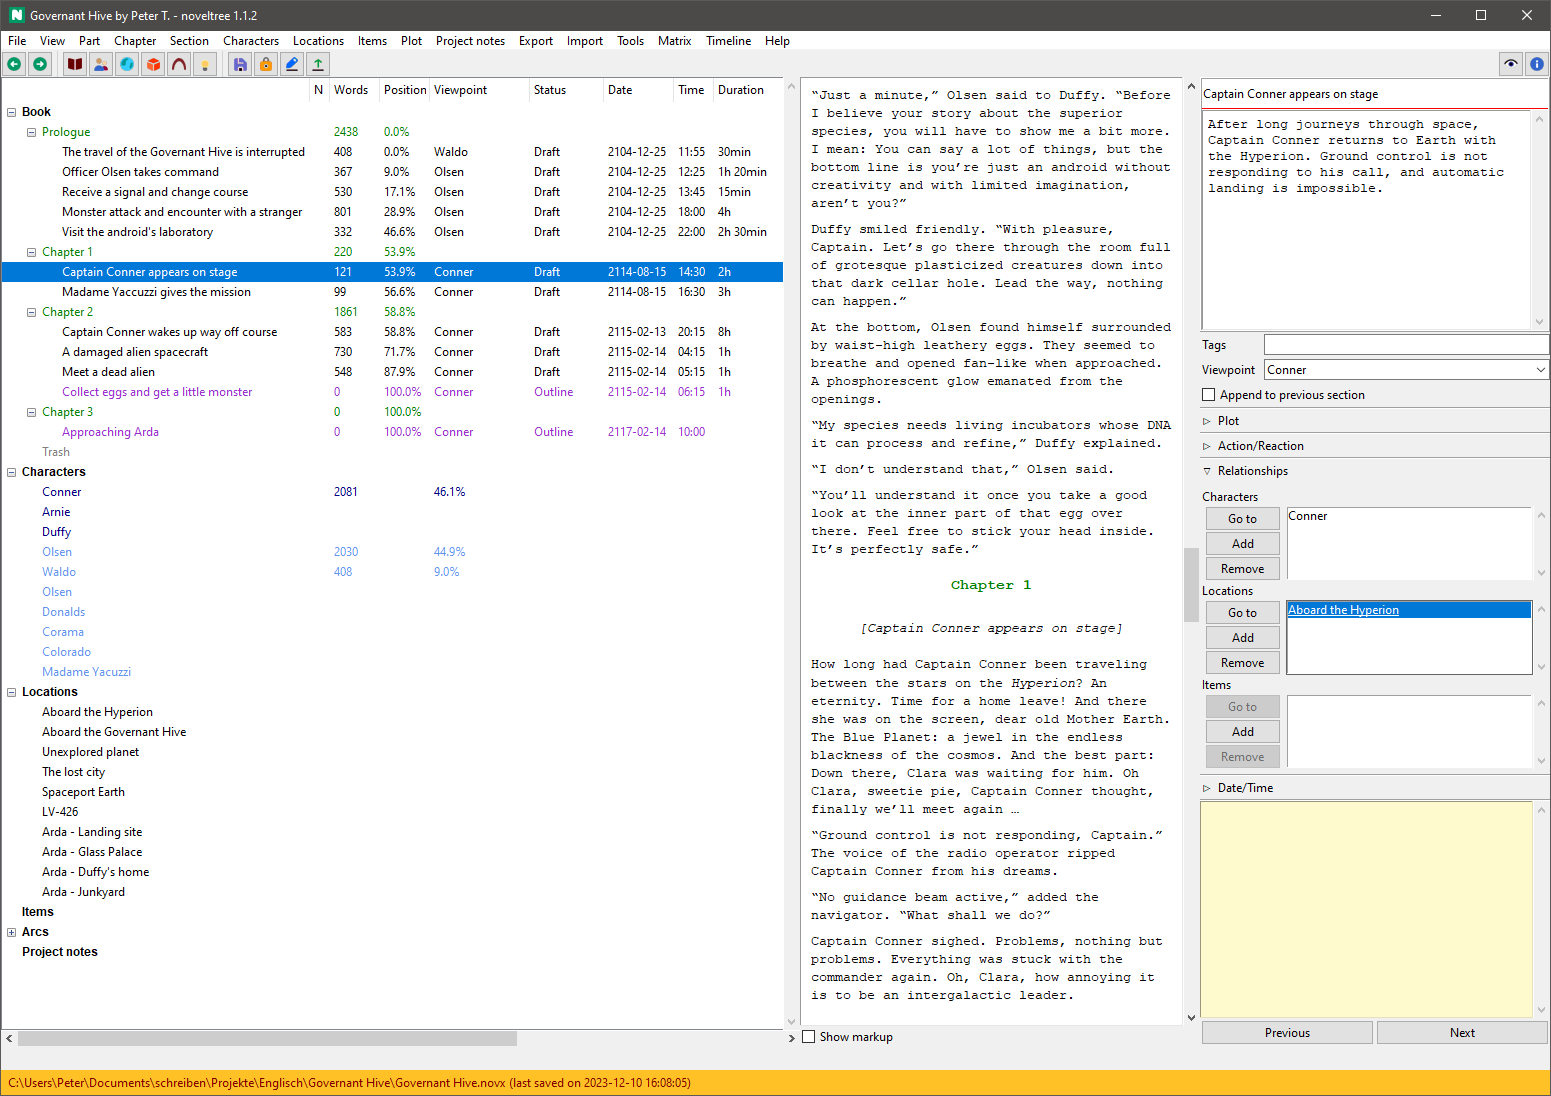 Governant Hive by Peter T. - noveltree 1.1.2
File View Part Chapter Section Characters Locations Items Plot Project notes Export Import Tools Matrix Timeline Help
N Words Position Viewpoint Status Date Time Duration
Book
Prologue 2438 0.0%
The travel of the Governant Hive is interrupted 408 0.0% Waldo Draft 2104-12-25 11:55 30min
Officer Olsen takes command 367 9.0% Olsen Draft 2104-12-25 12:25 1h 20min
Receive a signal and change course 530 17.1% Olsen Draft 2104-12-25 13:45 15min
Monster attack and encounter with a stranger 801 28.9% Olsen Draft 2104-12-25 18:00 4h
Visit the android's laboratory 332 46.6% Olsen Draft 2104-12-25 22:00 2h 30min
Chapter 1 220 53.9%
Captain Conner appears on stage 121 53.9% Conner Draft 2114-08-15 14:30 2h
Madame Yaccuzzi gives the mission 99 56.6% Conner Draft 2114-08-15 16:30 3h
Chapter 2 1861 58.8%
Captain Conner wakes up way off course 583 58.8% Conner Draft 2115-02-13 20:15 8h
A damaged alien spacecraft 730 71.7% Conner Draft 2115-02-14 04:15 1h
Meet a dead alien 548 87.9% Conner Draft 2115-02-14 05:15 1h
Collect eggs and get a little monster 0 100.0% Conner Outline 2115-02-14 06:15 1h
Chapter 3 0 100.0%
Approaching Arda 0 100.0% Conner Outline 2117-02-14 10:00
Trash
Characters
Conner 2081 46.1%
Arnie
Duffy
Olsen 2030 44.9%
Waldo 408 9.0%
Olsen
Donalds
Corama
Colorado
Madame Yacuzzi
Locations
Aboard the Hyperion
Aboard the Governant Hive
Unexplored planet
The lost city
Spaceport Earth
LV-426
Arda - Landing site
Arda - Glass Palace
Arda - Duffy's home
Arda - Junkyard
Items
Arcs
Project notes
“Just a minute,” Olsen said to Duffy. “Before
I believe your story about the superior
species, you will have to show me a bit more.
I mean: You can say a lot of things, but the
bottom line is you’re just an android without
creativity and with limited imagination,
aren’t you?”
Duffy smiled friendly. “With pleasure,
Captain. Let’s go there through the room full
of grotesque plasticized creatures down into
that dark cellar hole. Lead the way, nothing
can happen.”
At the bottom, Olsen found himself surrounded
by waist-high leathery eggs. They seemed to
breathe and opened fan-like when approached.
A phosphorescent glow emanated from the
openings.
“My species needs living incubators whose DNA
it can process and refine,” Duffy explained.
“I don’t understand that,” Olsen said.
“You’ll understand it once you take a good
look at the inner part of that egg over
there. Feel free to stick your head inside.
It’s perfectly safe.”
Chapter 1
[Captain Conner appears on stage]
How long had Captain Conner been traveling
between the stars on the Hyperion? An
eternity. Time for a home leave! And there
she was on the screen, dear old Mother Earth.
The Blue Planet: a jewel in the endless
blackness of the cosmos. And the best part:
Down there, Clara was waiting for him. Oh
Clara, sweetie pie, Captain Conner thought,
finally we’ll meet again …
“Ground control is not responding, Captain.”
The voice of the radio operator ripped
Captain Conner from his dreams.
“No guidance beam active,” added the
navigator. “What shall we do?”
Captain Conner sighed. Problems, nothing but
problems. Everything was stuck with the
commander again. Oh, Clara, how annoying it
is to be an intergalactic leader.
Show markup
Captain Conner appears on stage
After long journeys through space,
Captain Conner returns to Earth with
the Hyperion. Ground control is not
responding to his call, and automatic
landing is impossible.
Tags
Viewpoint Conner
Append to previous section
Plot
Action/Reaction
Relationships
Characters
Go to Conner
Add
Remove
Locations
Go to Aboard the Hyperion
Add
Remove
Items
Go to
Add
Remove
Date/Time
Previous Next
C:\Users\Peter\Documents\schreiben\Projekte\Englisch\Governant Hive\Governant Hive.novx (last saved on 2023-12-10 16:08:05)